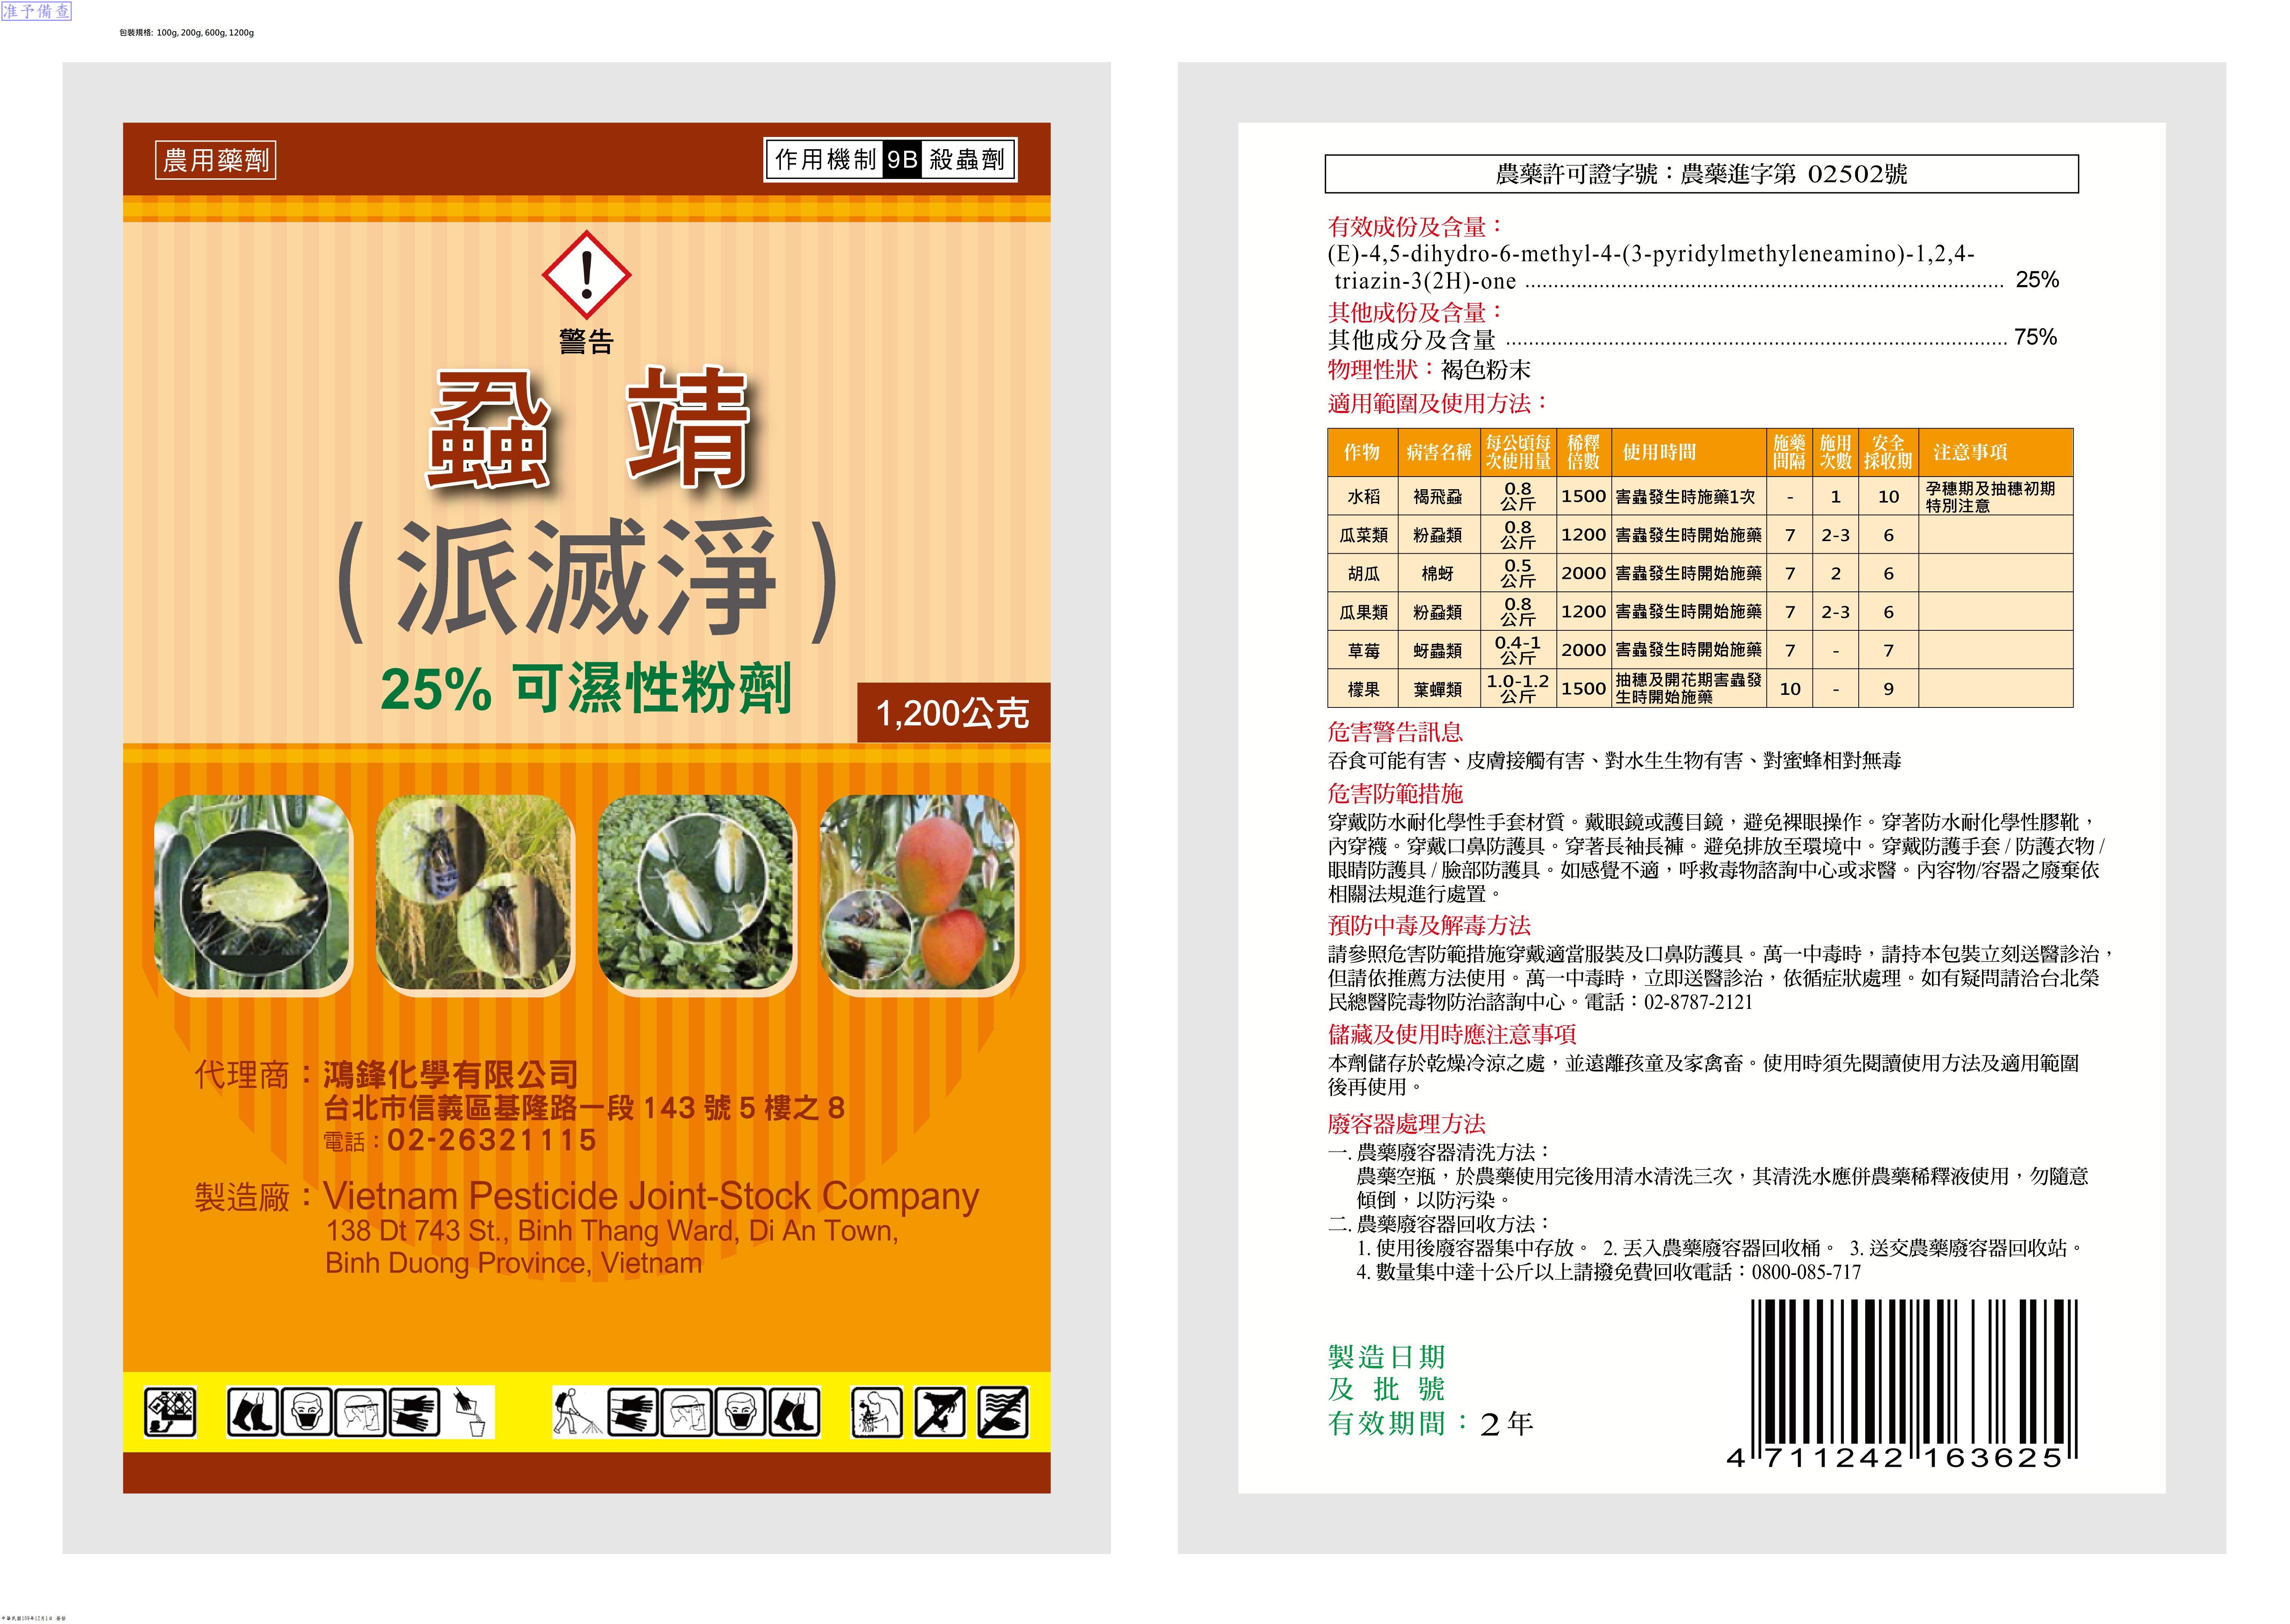 准予備查
包裝規格: 100g, 200g, 600g, 1200g
農用藥劑
作用機制 9B 殺蟲劑
警告
蝨 靖
(派滅淨)
25% 可濕性粉劑
1,200公克
代理商：鴻鋒化學有限公司
台北市信義區基隆路一段 143 號 5 樓之 8
電話：02-26321115
製造廠：Vietnam Pesticide Joint-Stock Company
138 Dt 743 St., Binh Thang Ward, Di An Town,
Binh Duong Province, Vietnam
農藥許可證字號：農藥進字第 02502號
有效成份及含量：
(E)-4,5-dihydro-6-methyl-4-(3-pyridylmethyleneamino)-1,2,4-
triazin-3(2H)-one ........ 25%
其他成份及含量：
其他成分及含量 ........ 75%
物理性狀：褐色粉末
適用範圍及使用方法：
作物 病害名稱 每公頃每次使用量 稀釋倍數 使用時間 施藥間隔 施用次數 安全採收期 注意事項
水稻 褐飛蝨 0.8公斤 1500 害蟲發生時施藥1次 - 1 10 孕穗期及抽穗初期特別注意
瓜菜類 粉蝨類 0.8公斤 1200 害蟲發生時開始施藥 7 2-3 6
胡瓜 棉蚜 0.5公斤 2000 害蟲發生時開始施藥 7 2 6
瓜果類 粉蝨類 0.8公斤 1200 害蟲發生時開始施藥 7 2-3 6
草莓 蚜蟲類 0.4-1公斤 2000 害蟲發生時開始施藥 7 - 7
檬果 葉蟬類 1.0-1.2公斤 1500 抽穗及開花期害蟲發生時開始施藥 10 - 9
危害警告訊息
吞食可能有害、皮膚接觸有害、對水生生物有害、對蜜蜂相對無毒
危害防範措施
穿戴防水耐化學性手套材質。戴眼鏡或護目鏡，避免裸眼操作。穿著防水耐化學性膠靴，
內穿襪。穿戴口鼻防護具。穿著長袖長褲。避免排放至環境中。穿戴防護手套 / 防護衣物 /
眼睛防護具 / 臉部防護具。如感覺不適，呼救毒物諮詢中心或求醫。內容物/容器之廢棄依
相關法規進行處置。
預防中毒及解毒方法
請參照危害防範措施穿戴適當服裝及口鼻防護具。萬一中毒時，請持本包裝立刻送醫診治，
但請依推薦方法使用。萬一中毒時，立即送醫診治，依循症狀處理。如有疑問請洽台北榮
民總醫院毒物防治諮詢中心。電話：02-8787-2121
儲藏及使用時應注意事項
本劑儲存於乾燥冷涼之處，並遠離孩童及家禽畜。使用時須先閱讀使用方法及適用範圍
後再使用。
廢容器處理方法
一. 農藥廢容器清洗方法：
農藥空瓶，於農藥使用完後用清水清洗三次，其清洗水應併農藥稀釋液使用，勿隨意
傾倒，以防污染。
二. 農藥廢容器回收方法：
1. 使用後廢容器集中存放。 2. 丟入農藥廢容器回收桶。 3. 送交農藥廢容器回收站。
4. 數量集中達十公斤以上請撥免費回收電話：0800-085-717
製造日期
及 批 號
有效期間：2 年
4 711242 163625